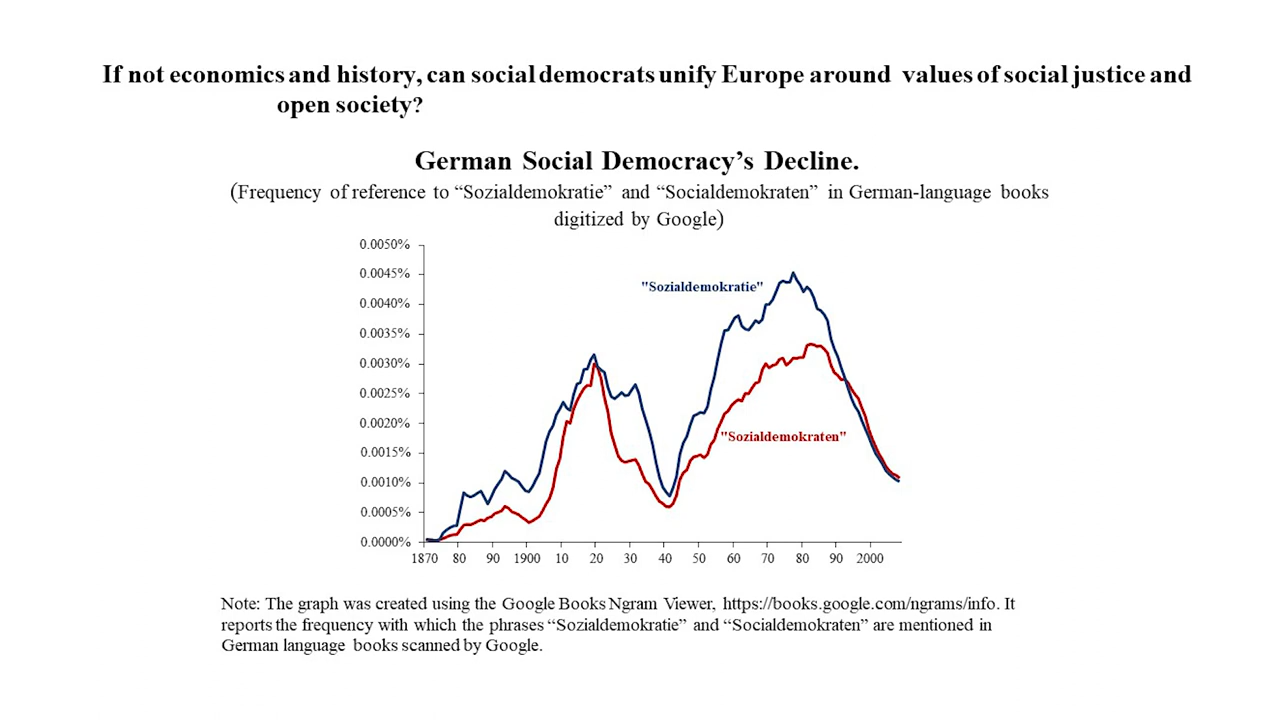 If not economics and history, can social democrats unify Europe around values of social justice and
open society?
German Social Democracy’s Decline.
(Frequency of reference to “Sozialdemokratie” and “Socialdemokraten” in German-language books
digitized by Google)
0.0050%
0.0045%
0.0040%
0.0035%
0.0030%
0.0025%
0.0020%
0.0015%
0.0010%
0.0005%
0.0000%
"Sozialdemokratie"
"Sozialdemokraten"
1870 80 90 1900 10 20 30 40 50 60 70 80 90 2000
Note: The graph was created using the Google Books Ngram Viewer, https://books.google.com/ngrams/info. It
reports the frequency with which the phrases “Sozialdemokratie” and “Socialdemokraten” are mentioned in
German language books scanned by Google.